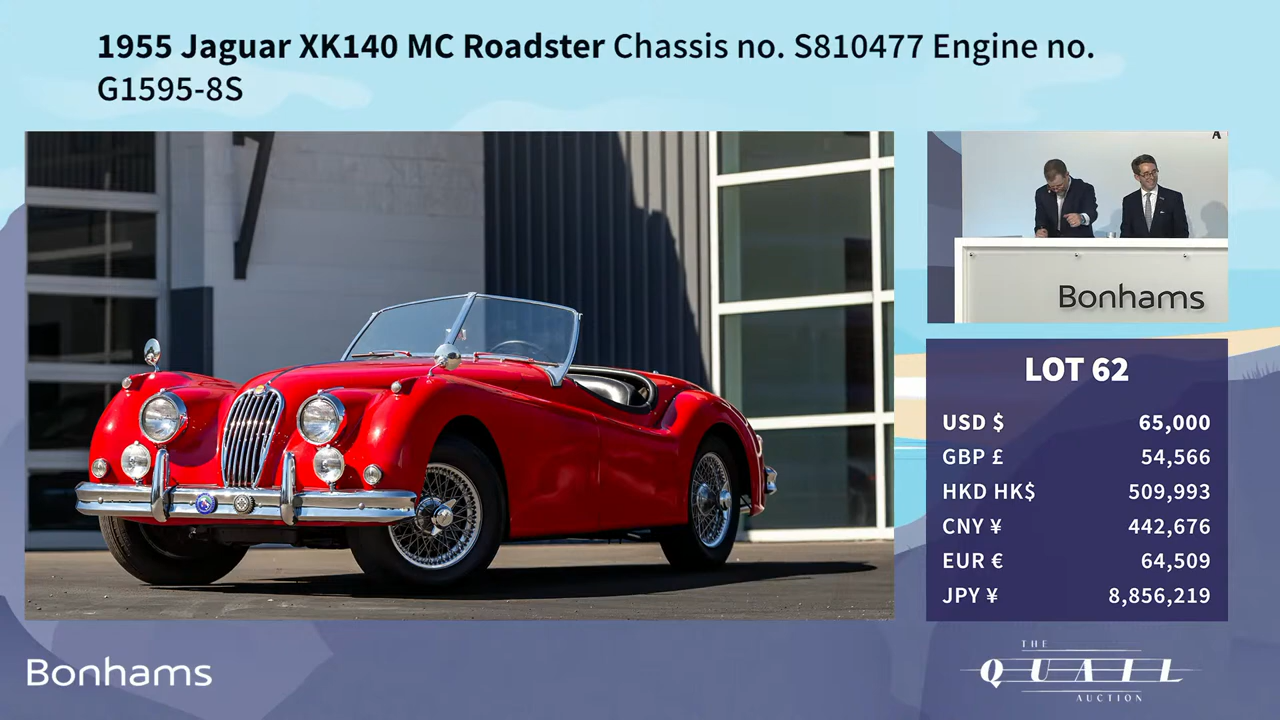 1955 Jaguar XK140 MC Roadster Chassis no. S810477 Engine no.
G1595-8S
A
Bonhams
LOT 62
USD $ 65,000
GBP £ 54,566
HKD HK$ 509,993
CNY ¥ 442,676
EUR € 64,509
JPY ¥ 8,856,219
Bonhams
THE
QUAIL
AUCTION